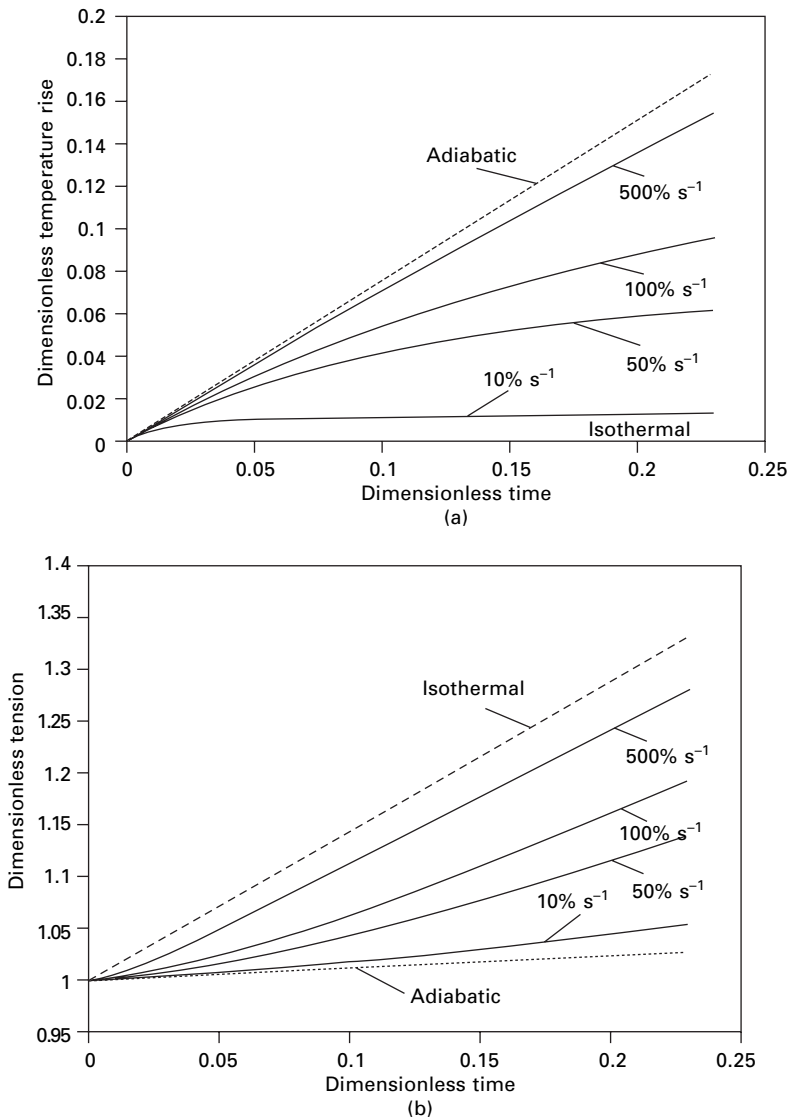 0.2
0.18
0.16
0.14
0.12
0.1
0.08
0.06
0.04
0.02
0
Dimensionless temperature rise
Adiabatic
500% s⁻¹
100% s⁻¹
50% s⁻¹
10% s⁻¹
Isothermal
0 0.05 0.1 0.15 0.2 0.25
Dimensionless time
(a)
1.4
1.35
1.3
1.25
1.2
1.15
1.1
1.05
1
0.95
Dimensionless tension
Isothermal
500% s⁻¹
100% s⁻¹
50% s⁻¹
10% s⁻¹
Adiabatic
0 0.05 0.1 0.15 0.2 0.25
Dimensionless time
(b)